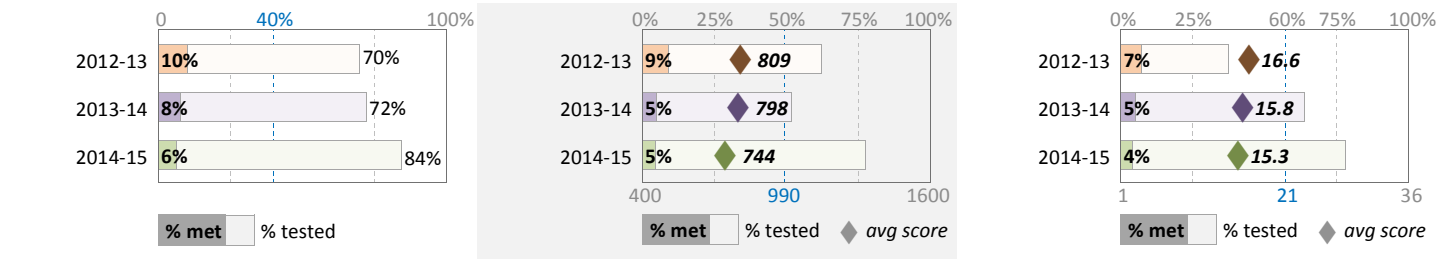 0 40% 100%
2012-13 10% 70%
2013-14 8% 72%
2014-15 6% 84%
% met % tested
0% 25% 50% 75% 100%
2012-13 9% 809
2013-14 5% 798
2014-15 5% 744
400 990 1600
% met % tested avg score
0% 25% 60% 75% 100%
2012-13 7% 16.6
2013-14 5% 15.8
2014-15 4% 15.3
1 21 36
% met % tested avg score